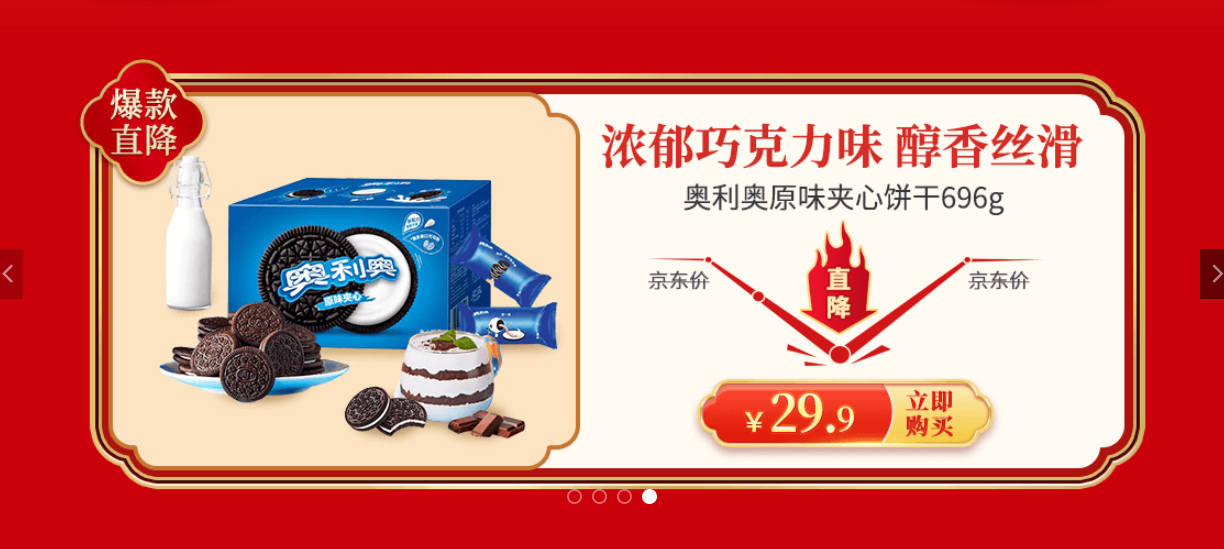 爆款
直降
浓郁巧克力味 醇香丝滑
奥利奥原味夹心饼干696g
京东价
直
降
京东价
奥利奥
原味夹心
¥29.9
立即
购买